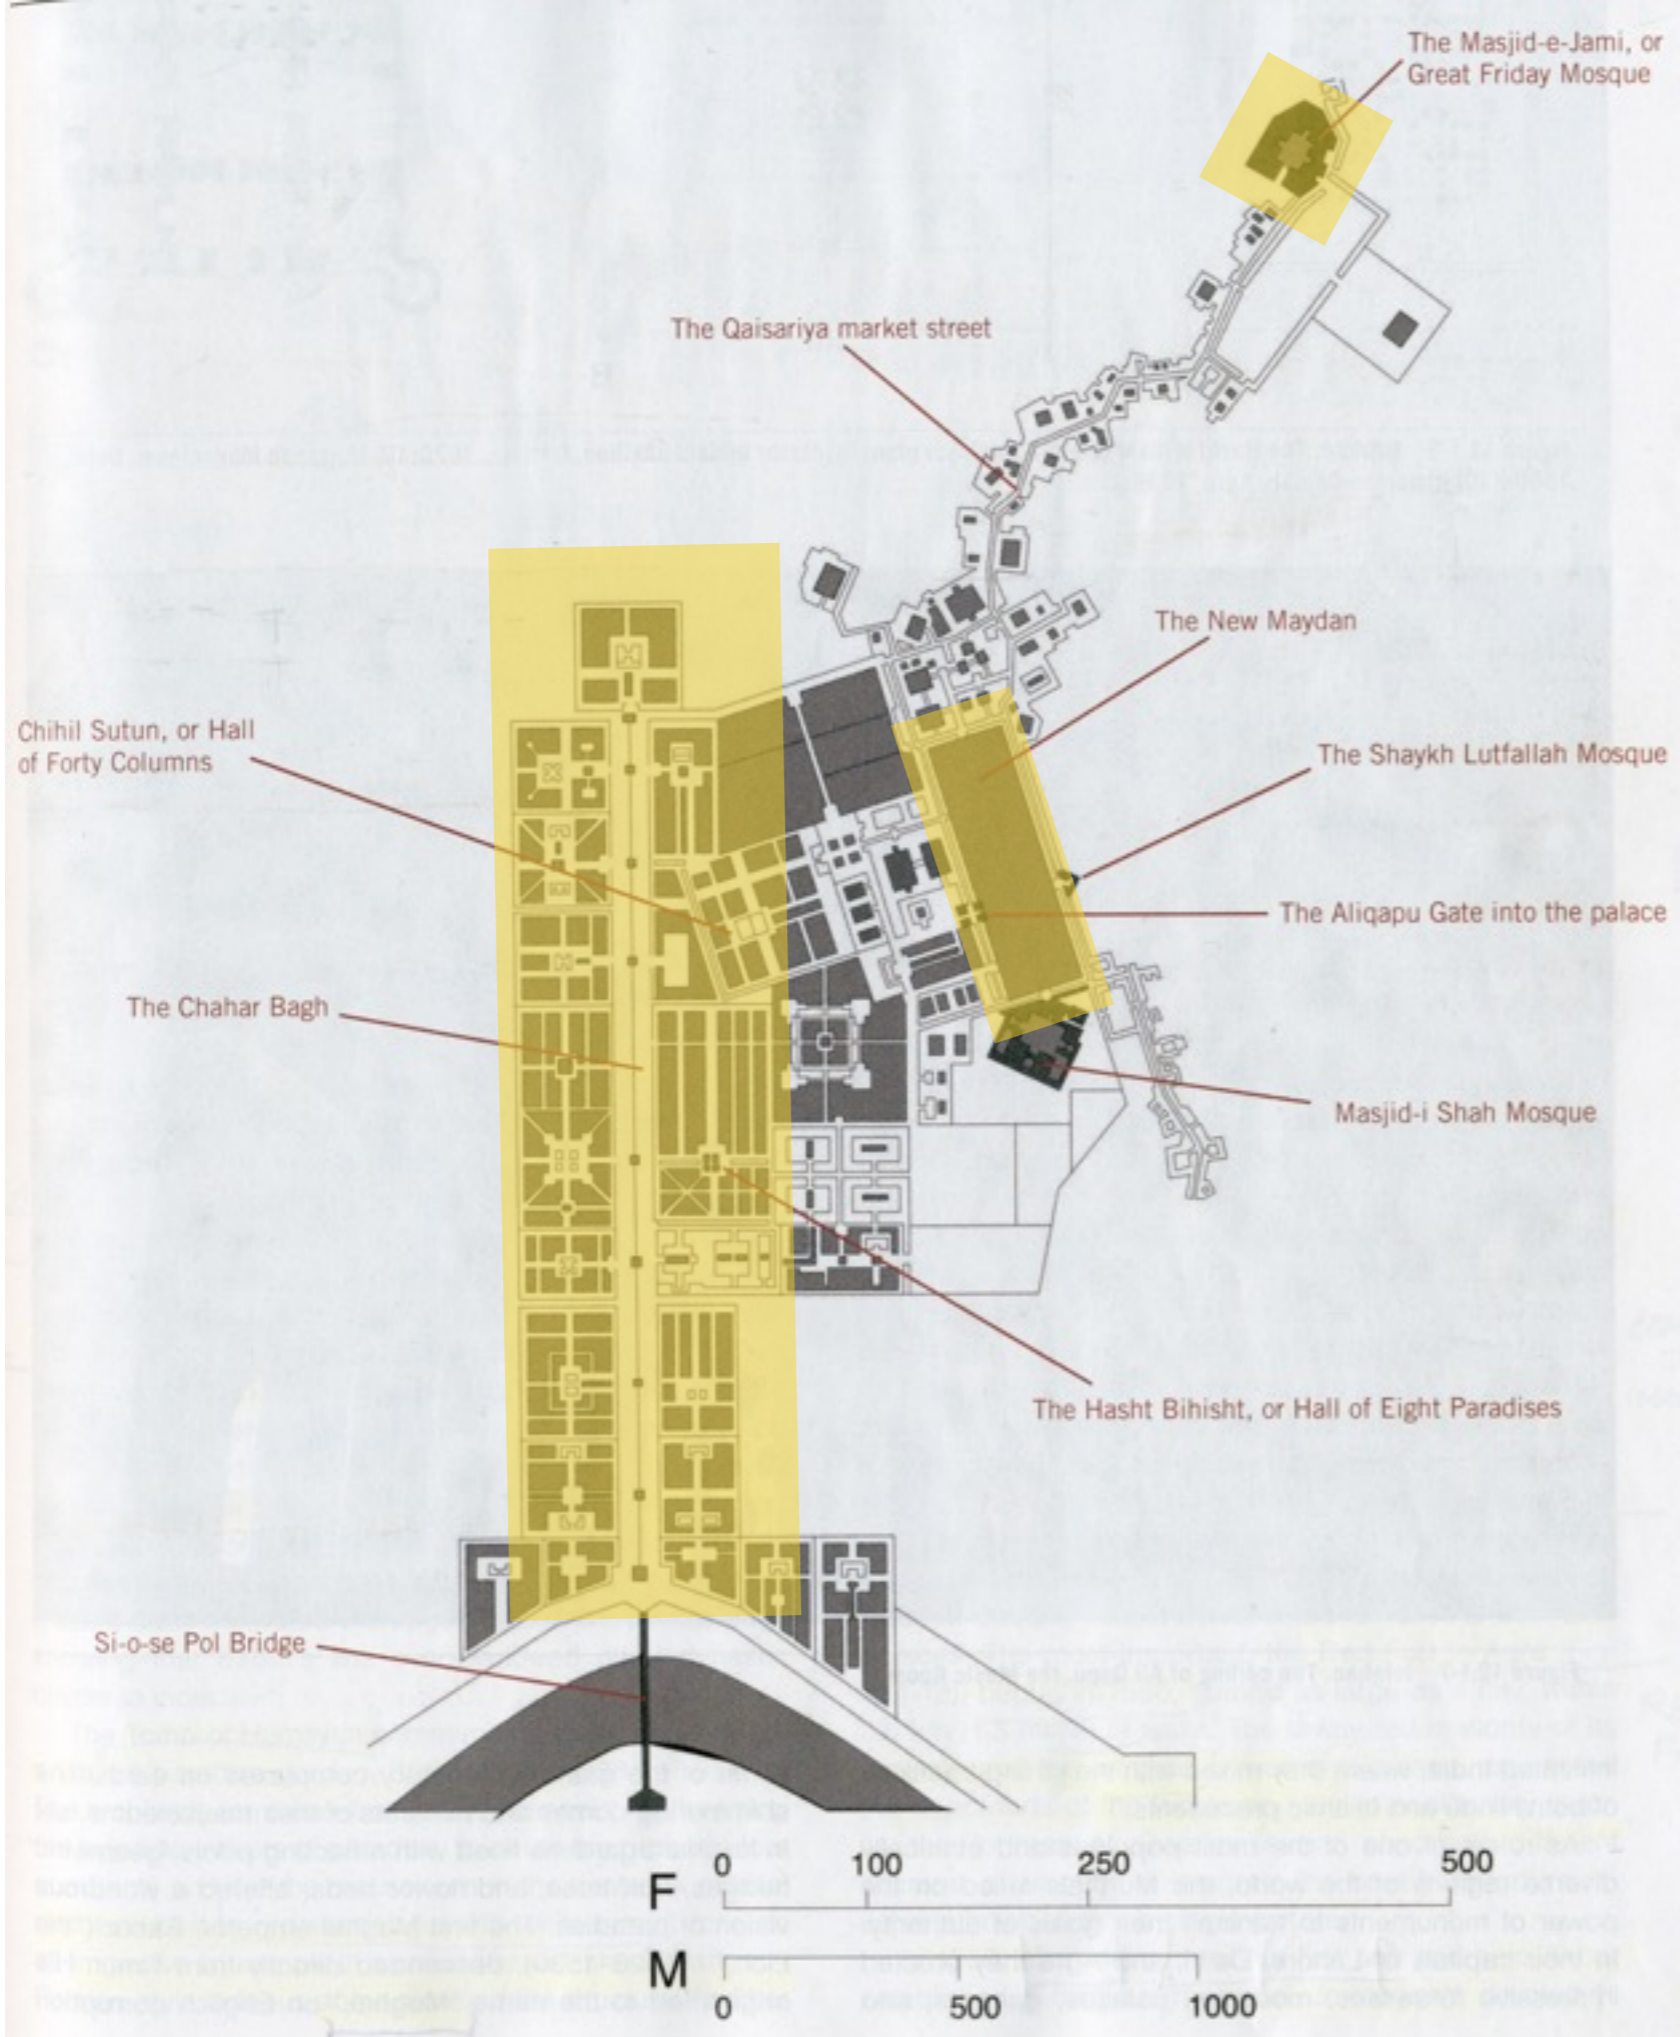 The Masjid-e-Jami, or
Great Friday Mosque
The Qaisariya market street
The New Maydan
Chihil Sutun, or Hall
of Forty Columns
The Shaykh Lutfallah Mosque
The Aliqapu Gate into the palace
The Chahar Bagh
Masjid-i Shah Mosque
The Hasht Bihisht, or Hall of Eight Paradises
Si-o-se Pol Bridge
0 100 250 500
F
M
0 500 1000